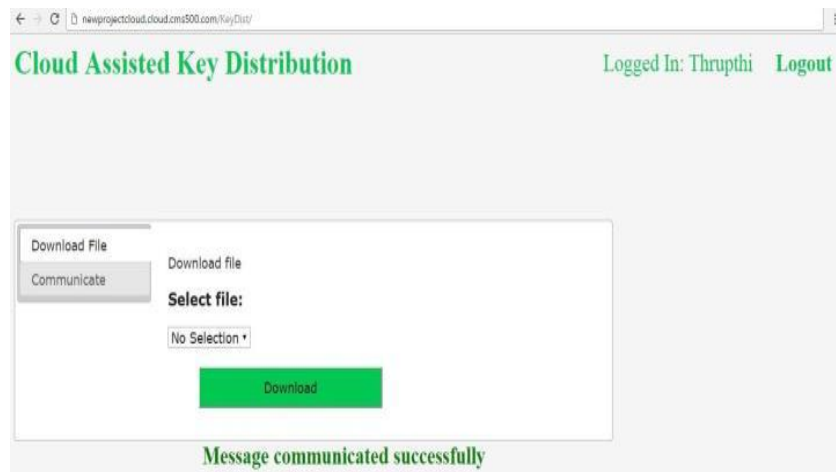 newprojectcloud.cloud.cms500.com/KeyDist/
Cloud Assisted Key Distribution
Logged In: Thrupthi Logout
Download File
Communicate
Download file
Select file:
No Selection
Download
Message communicated successfully